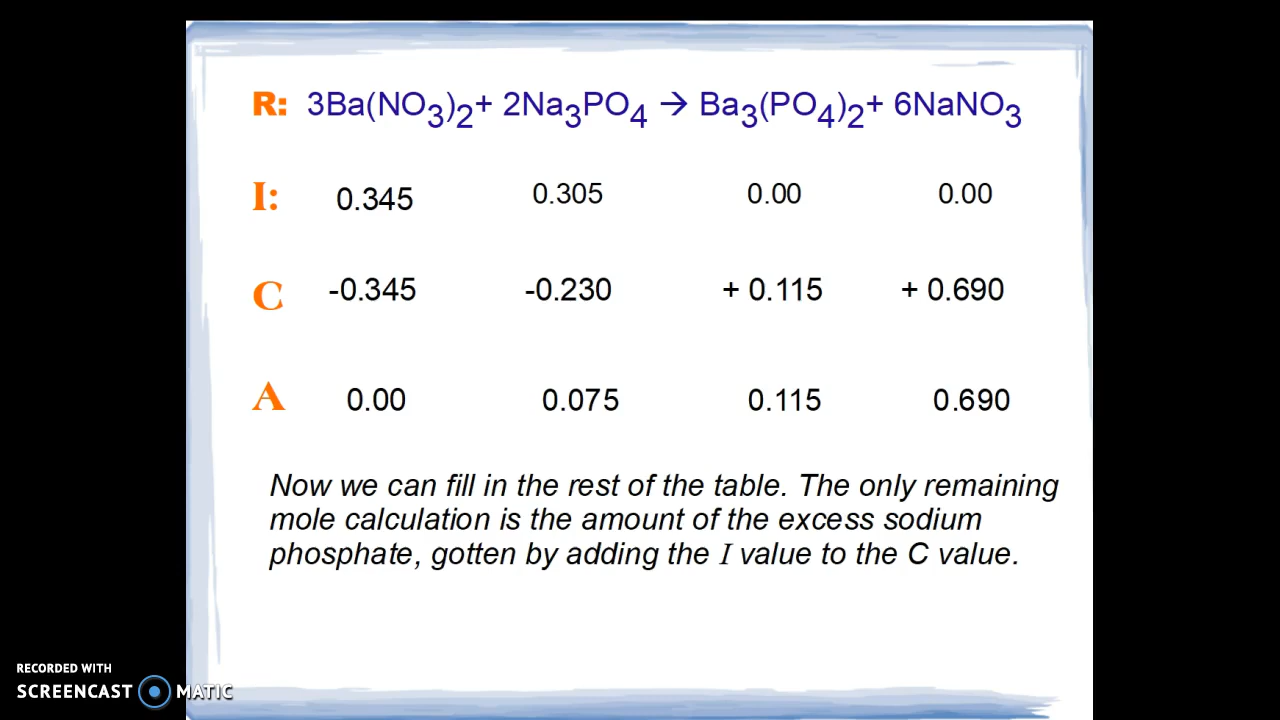 R: 3Ba(NO3)2+ 2Na3PO4 → Ba3(PO4)2+ 6NaNO3
I: 0.345 0.305 0.00 0.00
C -0.345 -0.230 + 0.115 + 0.690
A 0.00 0.075 0.115 0.690
Now we can fill in the rest of the table. The only remaining
mole calculation is the amount of the excess sodium
phosphate, gotten by adding the I value to the C value.
RECORDED WITH
SCREENCAST MATIC